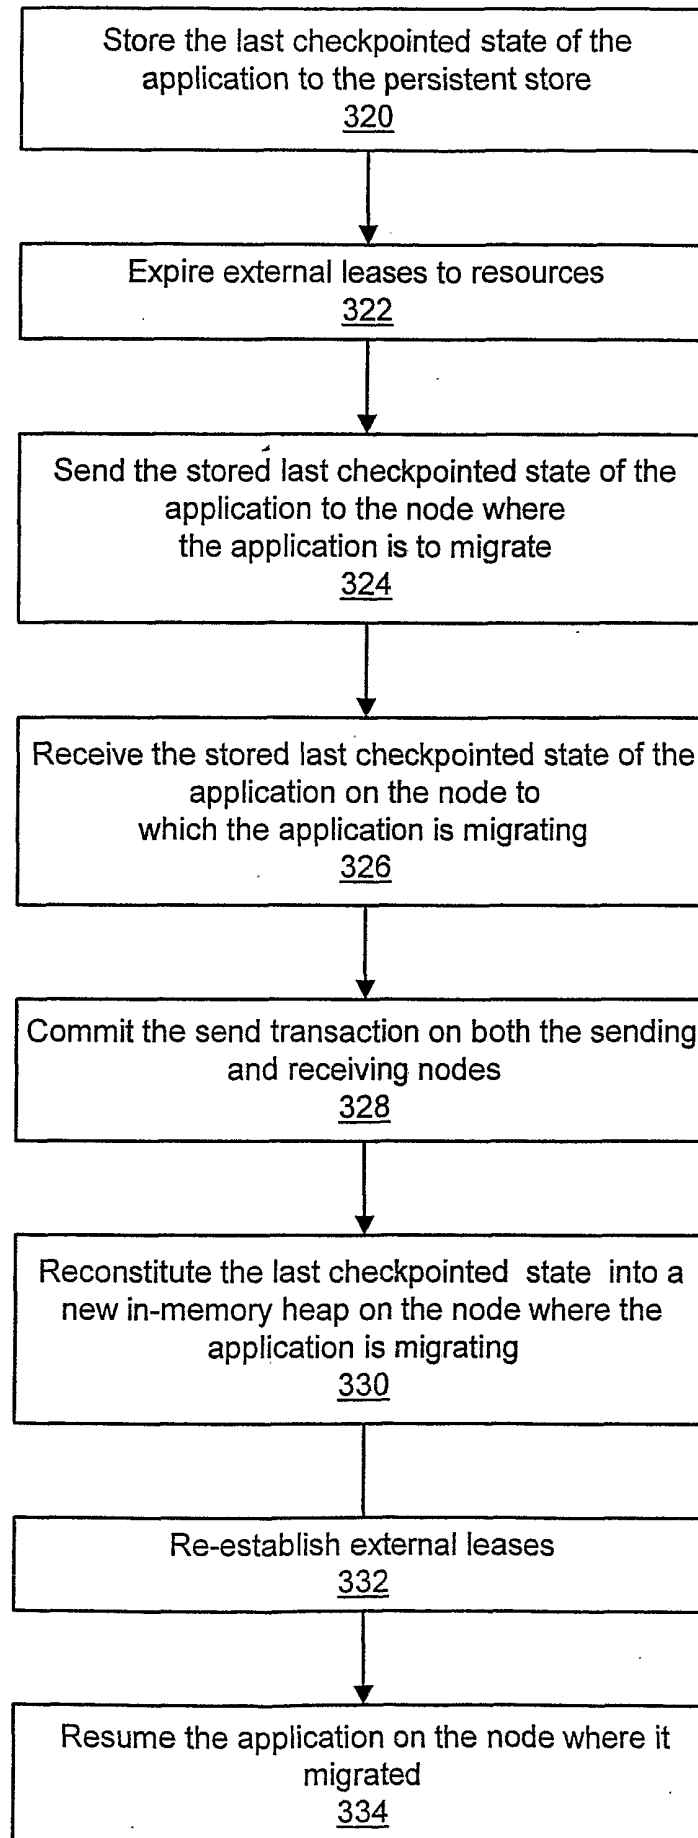 Store the last checkpointed state of the
application to the persistent store
320
Expire external leases to resources
322
Send the stored last checkpointed state of the
application to the node where
the application is to migrate
324
Receive the stored last checkpointed state of the
application on the node to
which the application is migrating
326
Commit the send transaction on both the sending
and receiving nodes
328
Reconstitute the last checkpointed state into a
new in-memory heap on the node where the
application is migrating
330
Re-establish external leases
332
Resume the application on the node where it
migrated
334